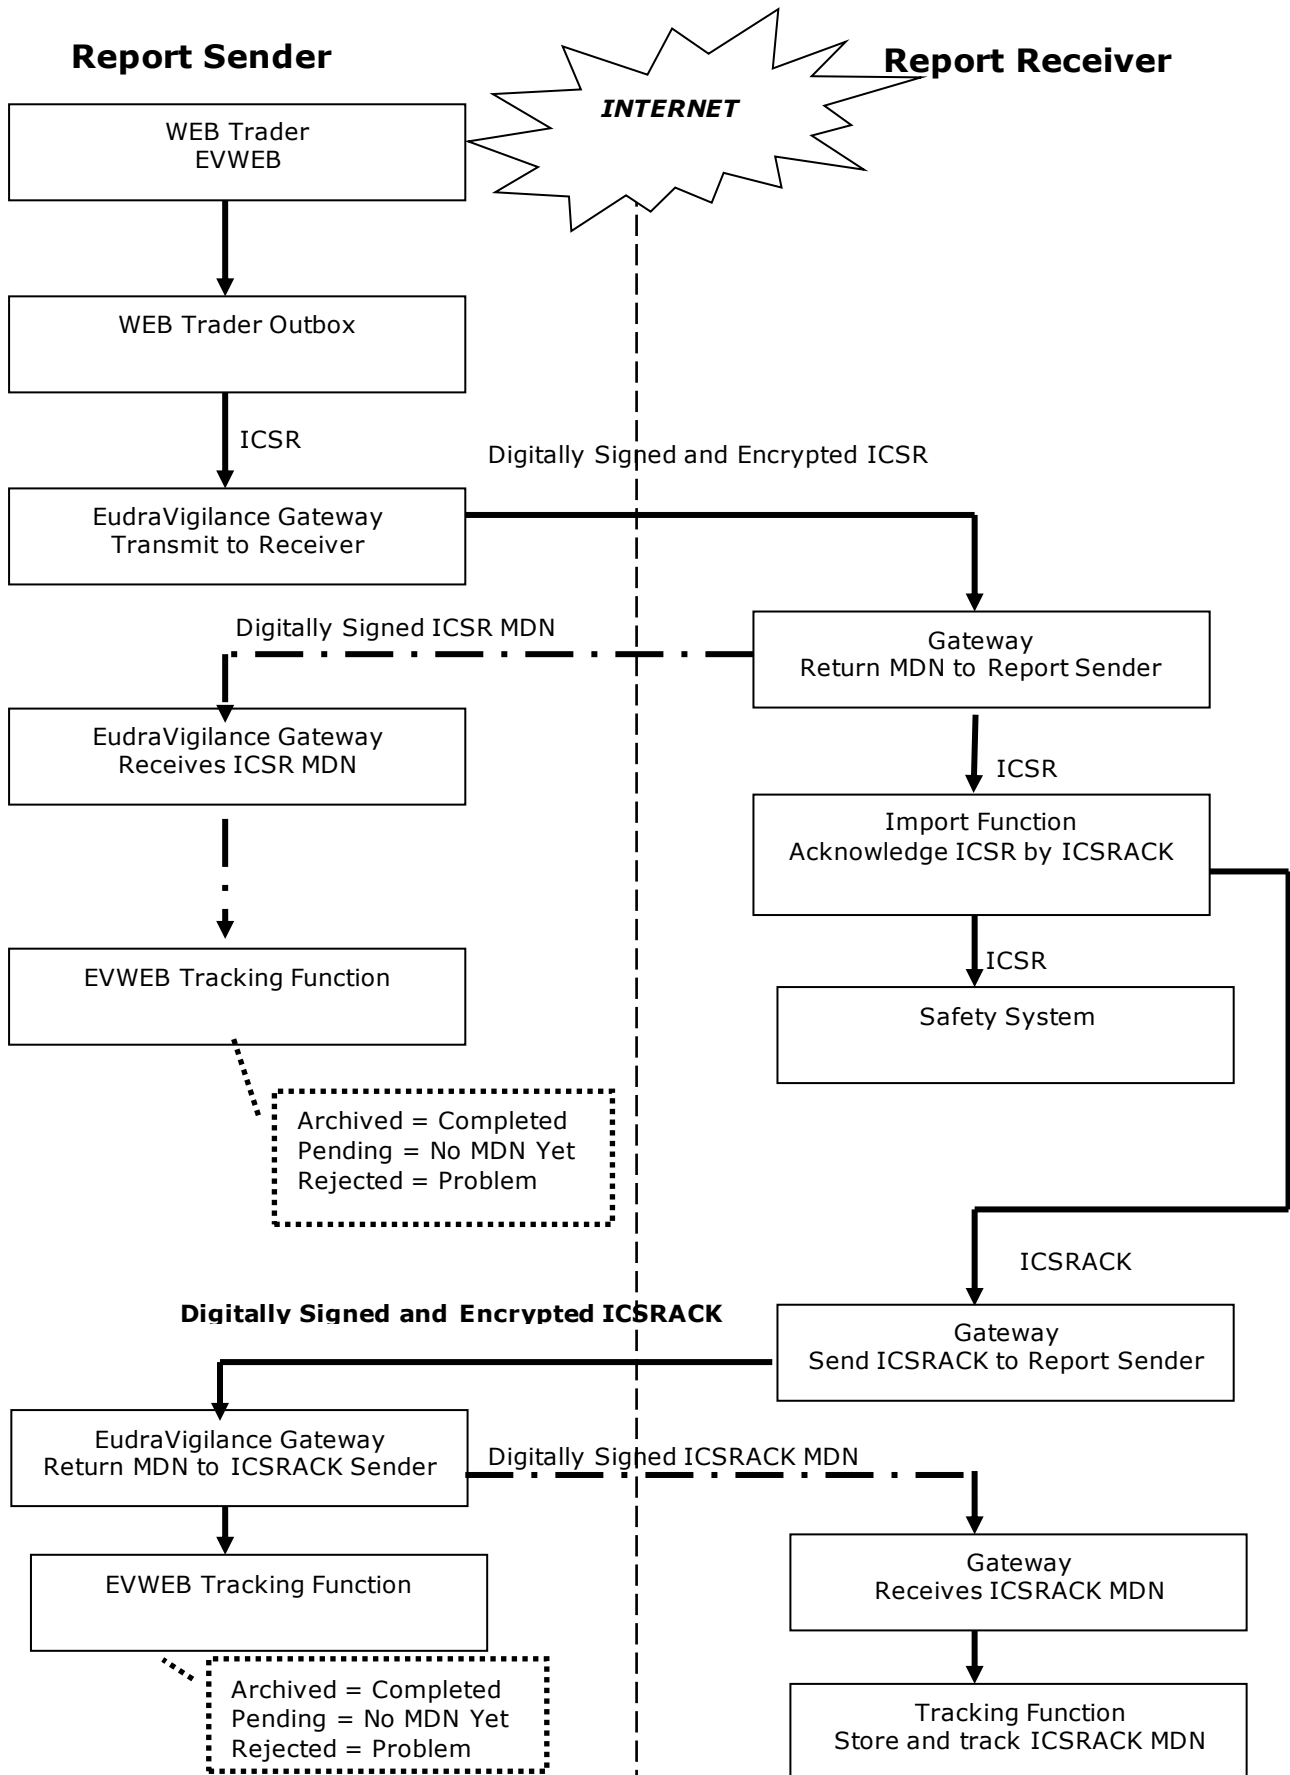 Report Sender
INTERNET
Report Receiver
WEB Trader
EVWEB
WEB Trader Outbox
ICSR
Digitally Signed and Encrypted ICSR
EudraVigilance Gateway
Transmit to Receiver
Digitally Signed ICSR MDN
Gateway
Return MDN to Report Sender
EudraVigilance Gateway
Receives ICSR MDN
ICSR
Import Function
Acknowledge ICSR by ICSRACK
ICSR
EVWEB Tracking Function
Safety System
Archived = Completed
Pending = No MDN Yet
Rejected = Problem
ICSRACK
Digitally Signed and Encrypted ICSRACK
Gateway
Send ICSRACK to Report Sender
EudraVigilance Gateway
Return MDN to ICSRACK Sender
Digitally Signed ICSRACK MDN
Gateway
Receives ICSRACK MDN
EVWEB Tracking Function
Archived = Completed
Pending = No MDN Yet
Rejected = Problem
Tracking Function
Store and track ICSRACK MDN